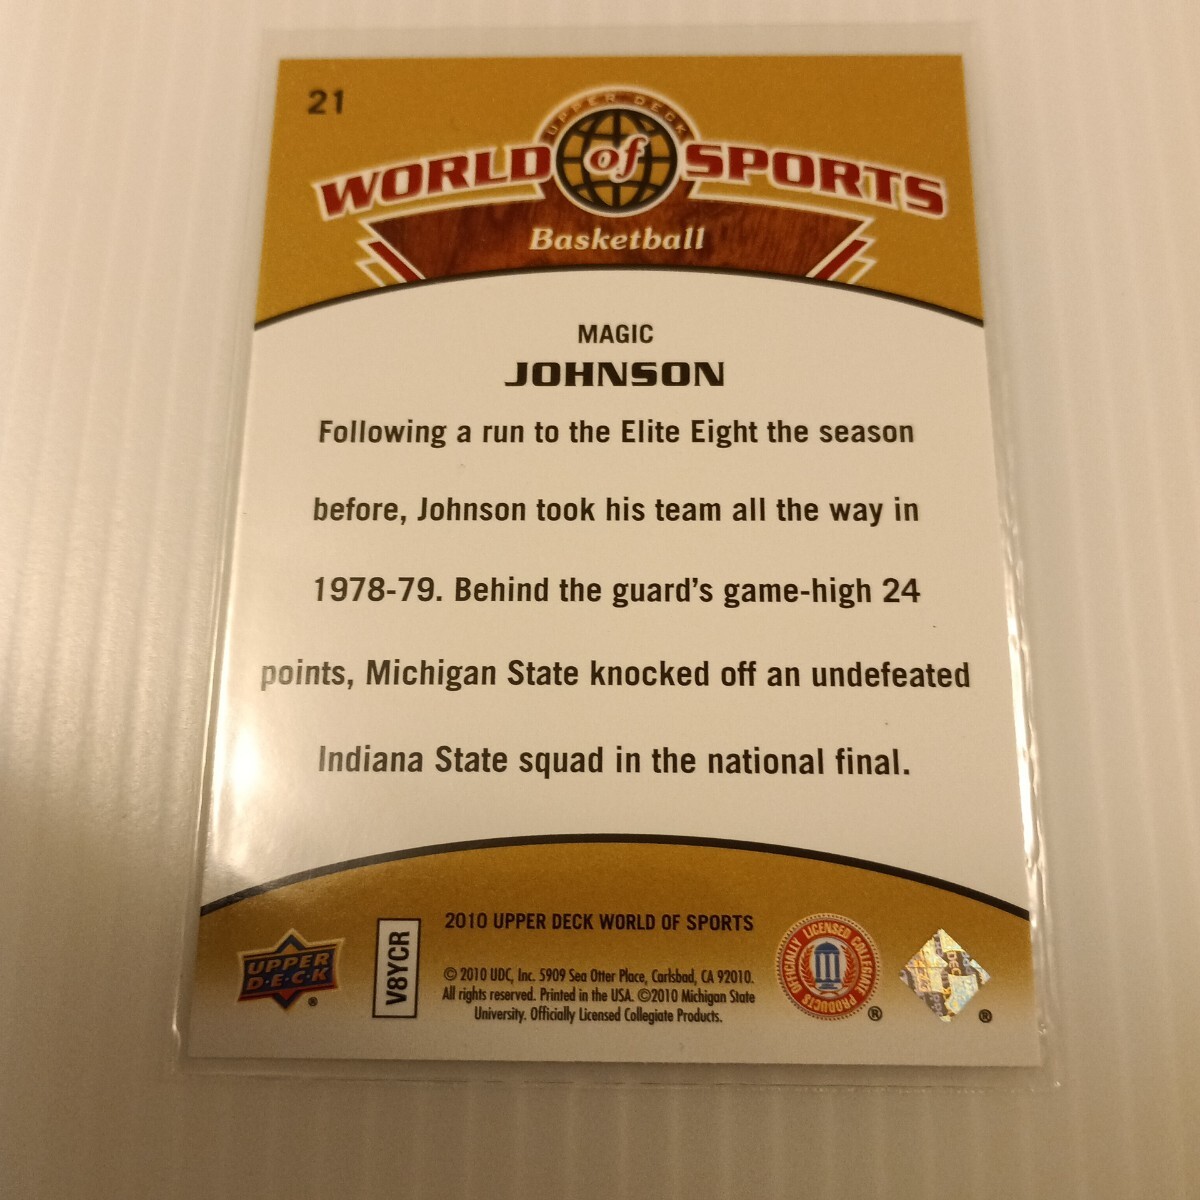 21
UPPER DECK
WORLD of SPORTS
Basketball
MAGIC
JOHNSON
Following a run to the Elite Eight the season
before, Johnson took his team all the way in
1978-79. Behind the guard's game-high 24
points, Michigan State knocked off an undefeated
Indiana State squad in the national final.
UPPER
DECK
®
V8YCR
2010 UPPER DECK WORLD OF SPORTS
© 2010 UDC, Inc. 5909 Sea Otter Place, Carlsbad, CA 92010.
All rights reserved. Printed in the USA. ©2010 Michigan State
University. Officially Licensed Collegiate Products.
OFFICIALLY LICENSED COLLEGIATE PRODUCTS
®
®